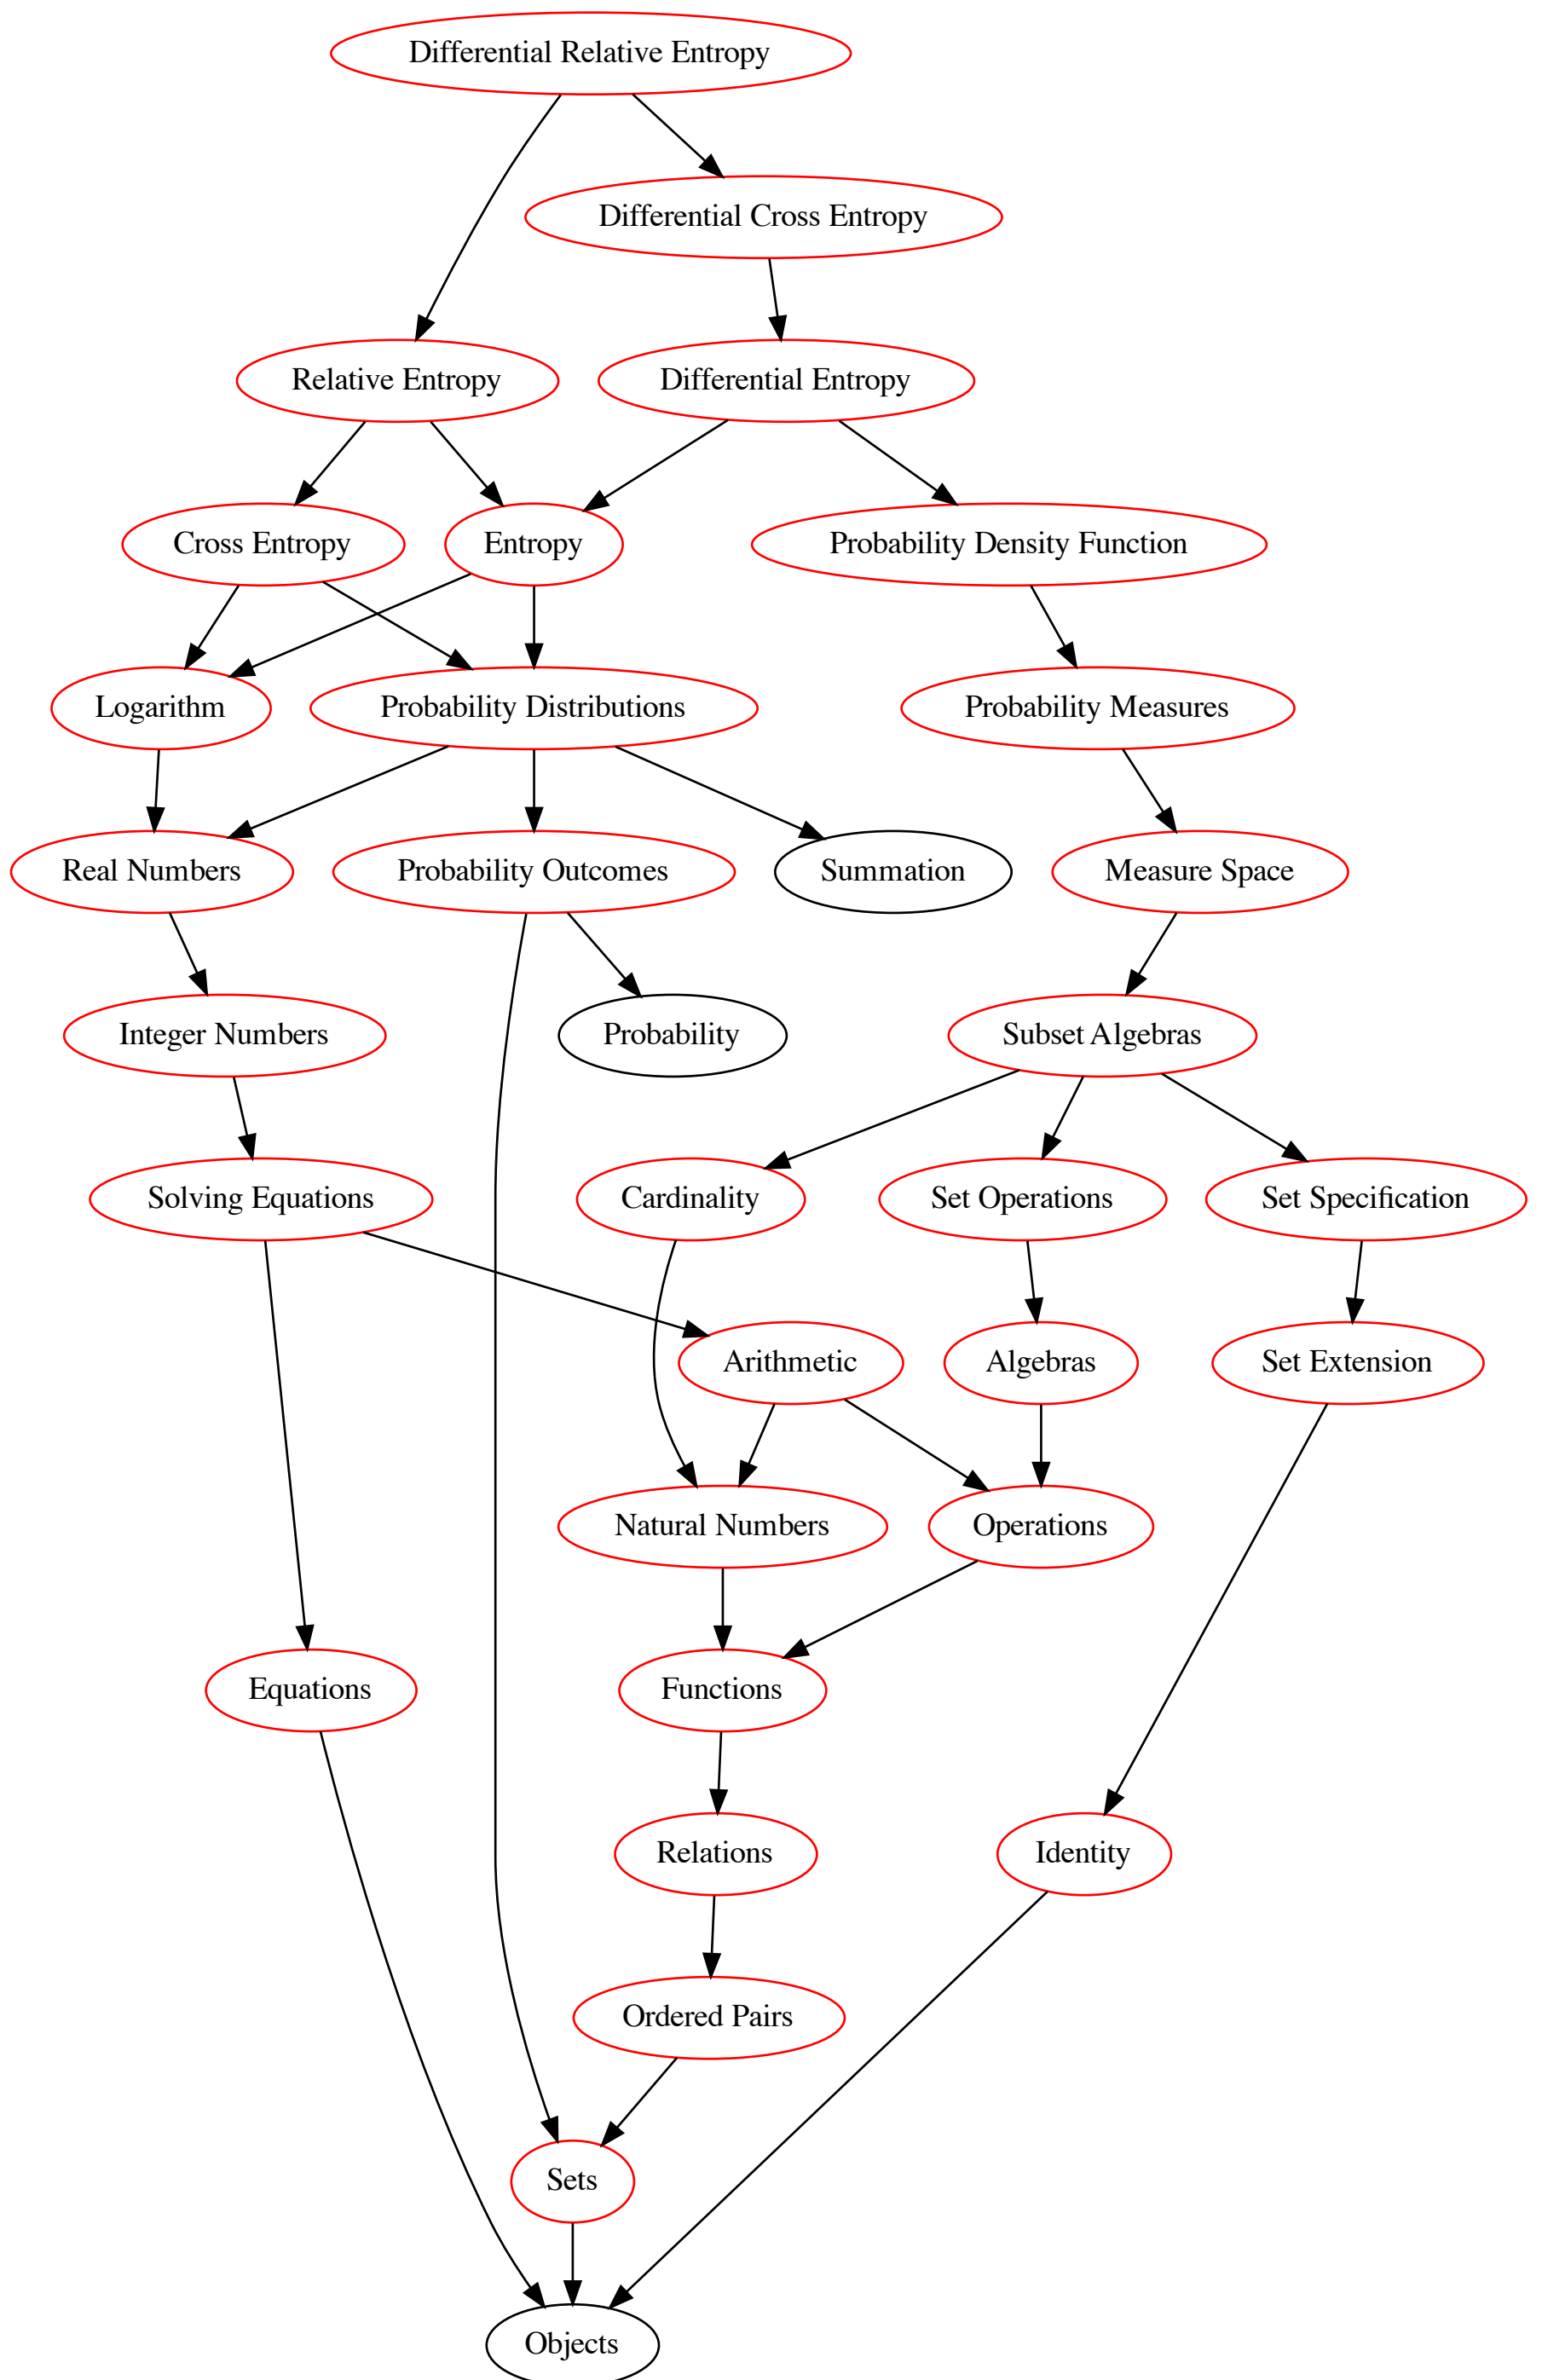 Differential Relative Entropy
Differential Cross Entropy
Relative Entropy
Differential Entropy
Cross Entropy
Entropy
Probability Density Function
Logarithm
Probability Distributions
Probability Measures
Real Numbers
Probability Outcomes
Summation
Measure Space
Integer Numbers
Probability
Subset Algebras
Solving Equations
Cardinality
Set Operations
Set Specification
Arithmetic
Algebras
Set Extension
Natural Numbers
Operations
Equations
Functions
Relations
Identity
Ordered Pairs
Sets
Objects